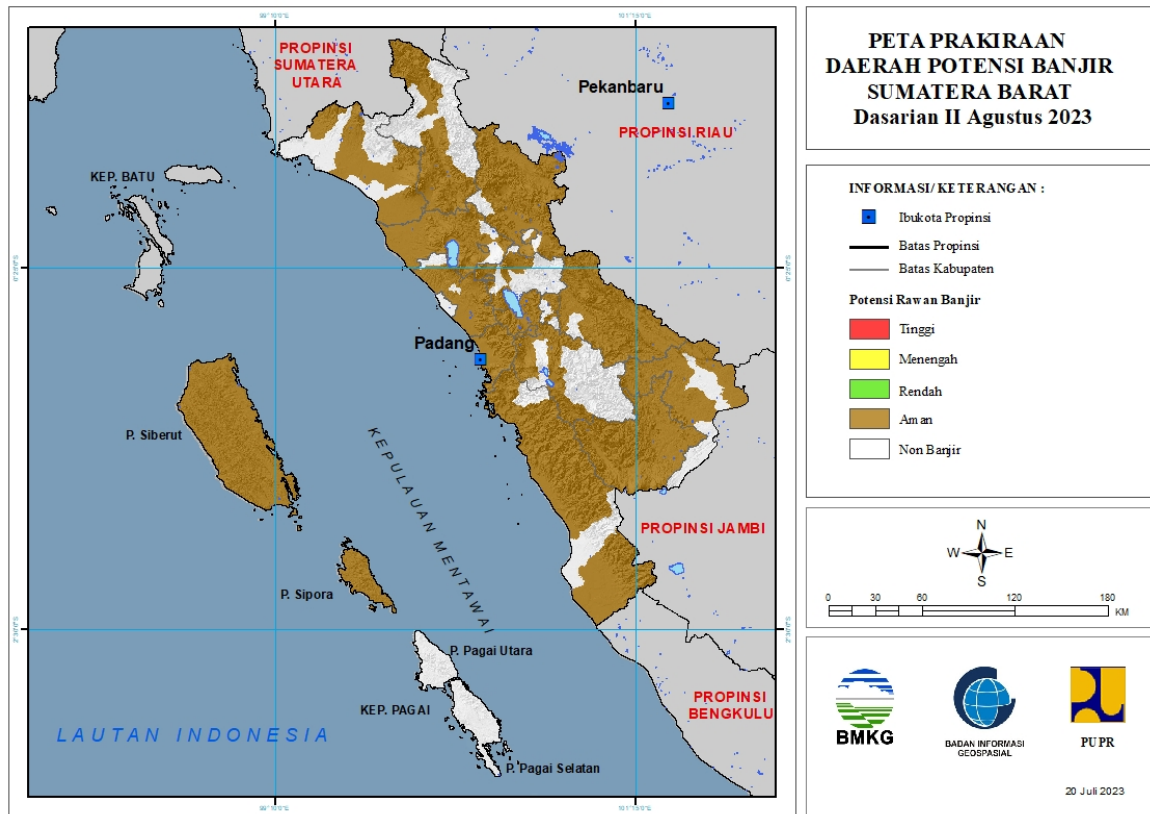 PETA PRAKIRAAN
DAERAH POTENSI BANJIR
SUMATERA BARAT
Dasarian II Agustus 2023
INFORMASI/ KETERANGAN :
Ibukota Propinsi
Batas Propinsi
Batas Kabupaten
Potensi Rawan Banjir
Tinggi
Menengah
Rendah
Aman
Non Banjir
N
W
E
S
0
30
60
120
180
KM
BMKG
BADAN INFORMASI
GEOSPASIAL
PUPR
20 Juli 2023
PROPINSI
SUMATERA
UTARA
Pekanbaru
PROPINSI RIAU
KEP. BATU
Padang
P. Siberut
KEPULAUAN MENTAWAI
PROPINSI JAMBI
P. Sipora
P. Pagai Utara
KEP. PAGAI
PROPINSI
BENGKULU
LAUTAN INDONESIA
P. Pagai Selatan